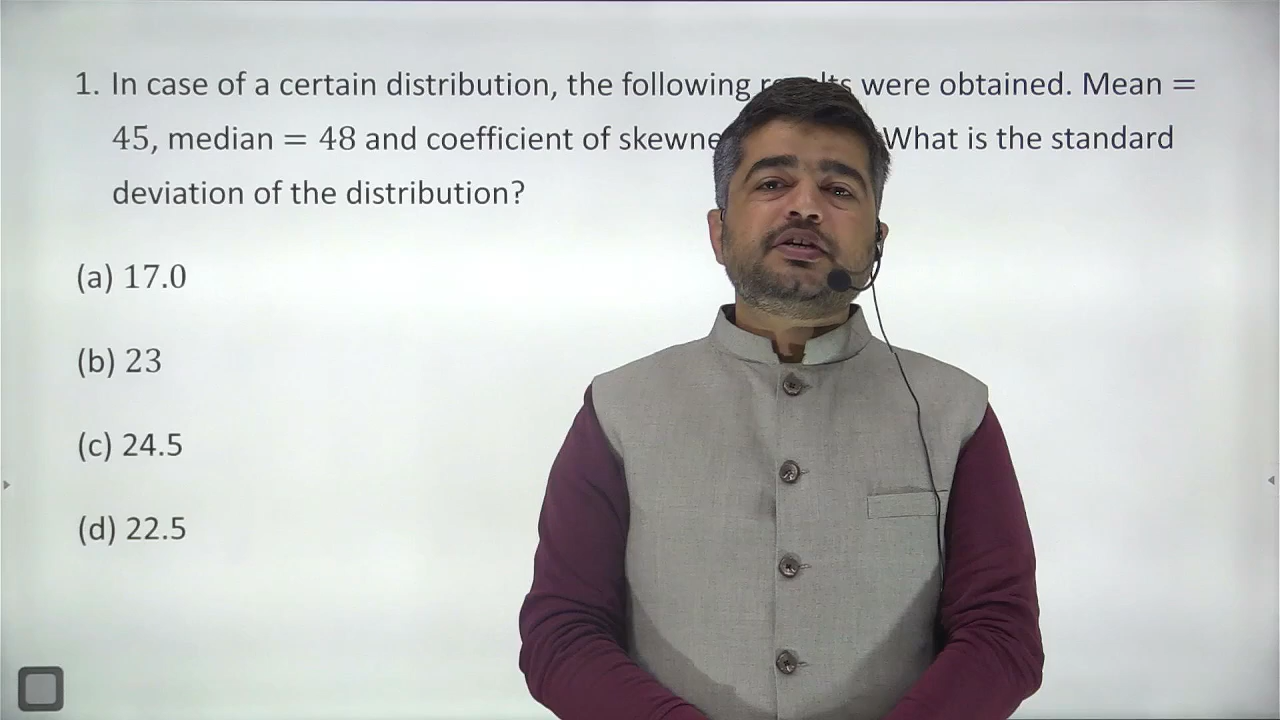 1. In case of a certain distribution, the following were obtained. Mean =
45, median = 48 and coefficient of What is the standard
deviation of the distribution?
(a) 17.0
(b) 23
(c) 24.5
(d) 22.5